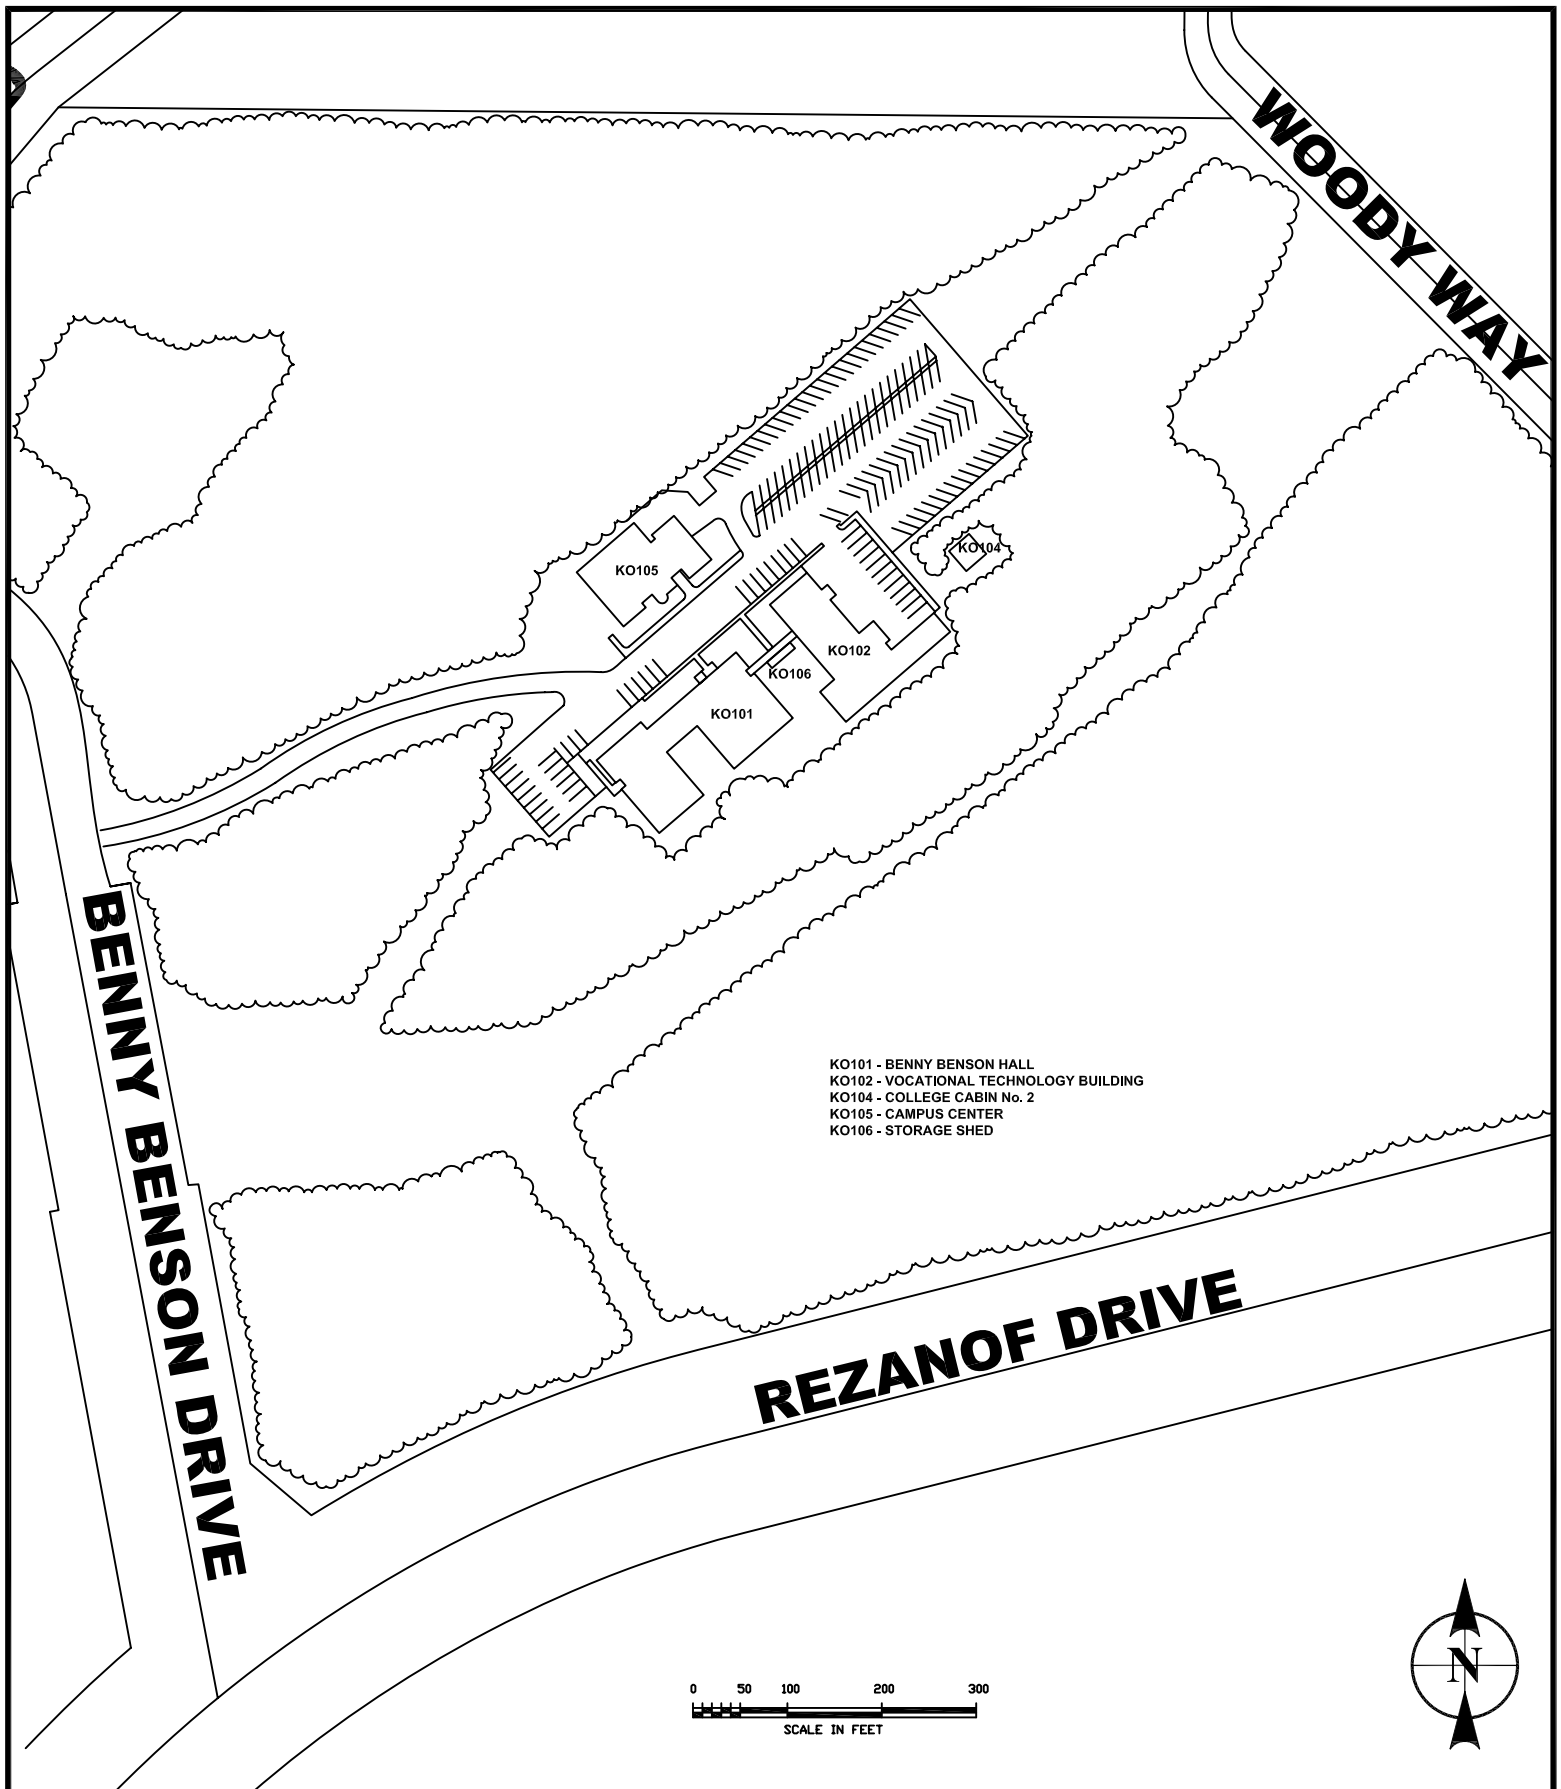 WOODY WAY
KO105
KO104
KO102
KO106
KO101
BENNY BENSON DRIVE
KO101 - BENNY BENSON HALL
KO102 - VOCATIONAL TECHNOLOGY BUILDING
KO104 - COLLEGE CABIN No. 2
KO105 - CAMPUS CENTER
KO106 - STORAGE SHED
REZANOF DRIVE
0 50 100 200 300
SCALE IN FEET
N